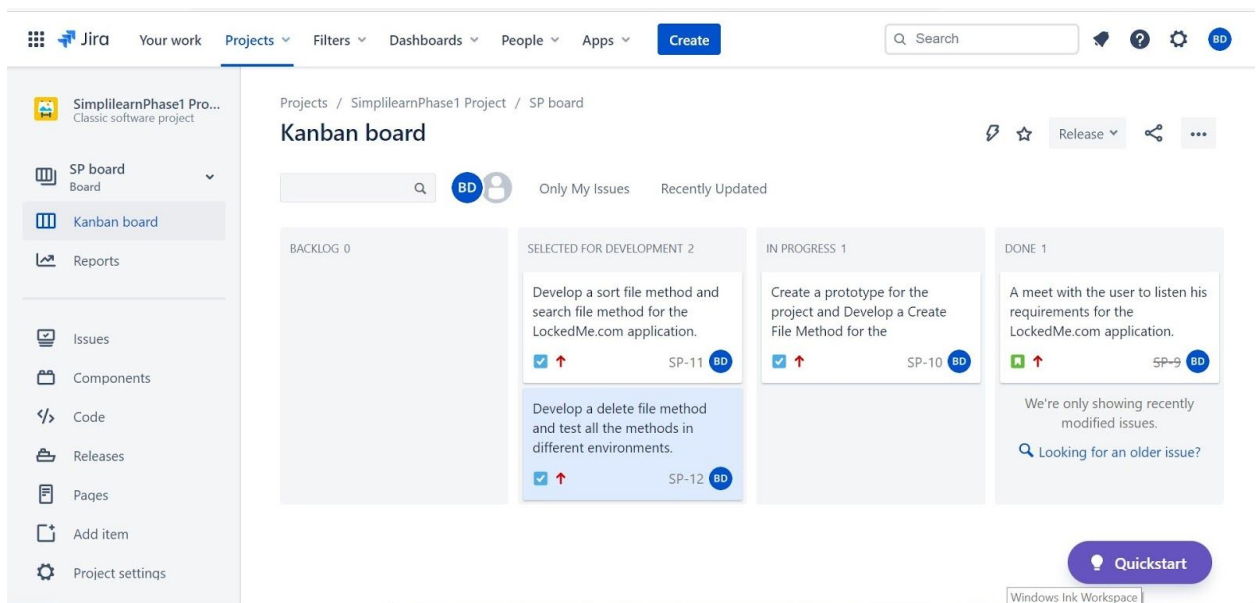 Jira Your work Projects Filters Dashboards People Apps Create Search BD
SimplilearnPhase1 Pro...
Classic software project
SP board
Board
Kanban board
Reports
Issues
Components
Code
Releases
Pages
Add item
Project settings
Projects / SimplilearnPhase1 Project / SP board
Kanban board
Release
BD Only My Issues Recently Updated
BACKLOG 0
SELECTED FOR DEVELOPMENT 2
Develop a sort file method and
search file method for the
LockedMe.com application.
SP-11 BD
Develop a delete file method
and test all the methods in
different environments.
SP-12 BD
IN PROGRESS 1
Create a prototype for the
project and Develop a Create
File Method for the
SP-10 BD
DONE 1
A meet with the user to listen his
requirements for the
LockedMe.com application.
SP-9 BD
We're only showing recently
modified issues.
Looking for an older issue?
Quickstart
Windows Ink Workspace